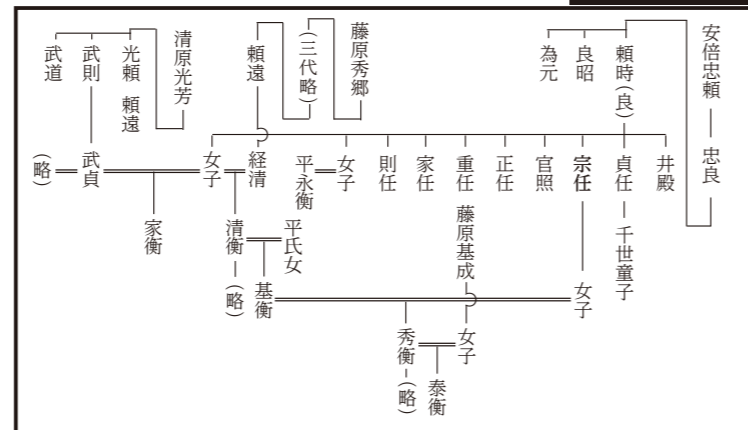 安倍忠頼
忠良
頼時(良)
良昭
為元
井殿
貞任
千世童子
宗任
女子
官照
正任
重任
家任
則任
女子
平永衡
経清
女子
藤原秀郷
(三代略)
頼遠
清原光芳
光頼 頼遠
武則
武道
武貞
(略)
家衡
清衡
(略)
平氏女
基衡
藤原基成
女子
秀衡
(略)
泰衡